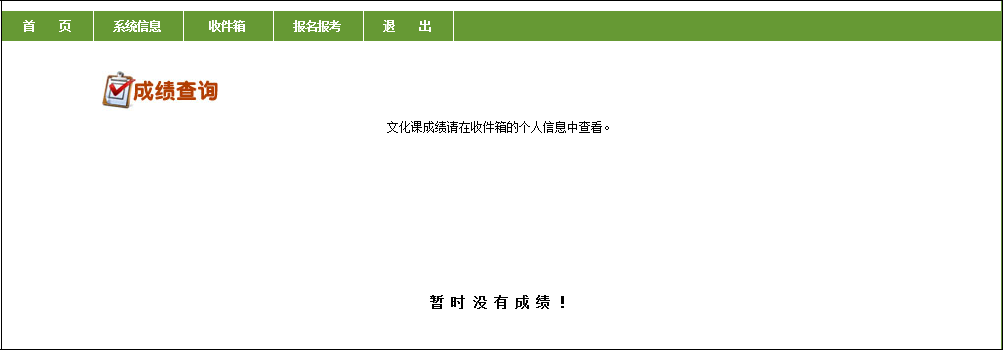 首 页 系统信息 收件箱 报名报考 退 出
成绩查询
文化课成绩请在收件箱的个人信息中查看。
暂时没有成绩！